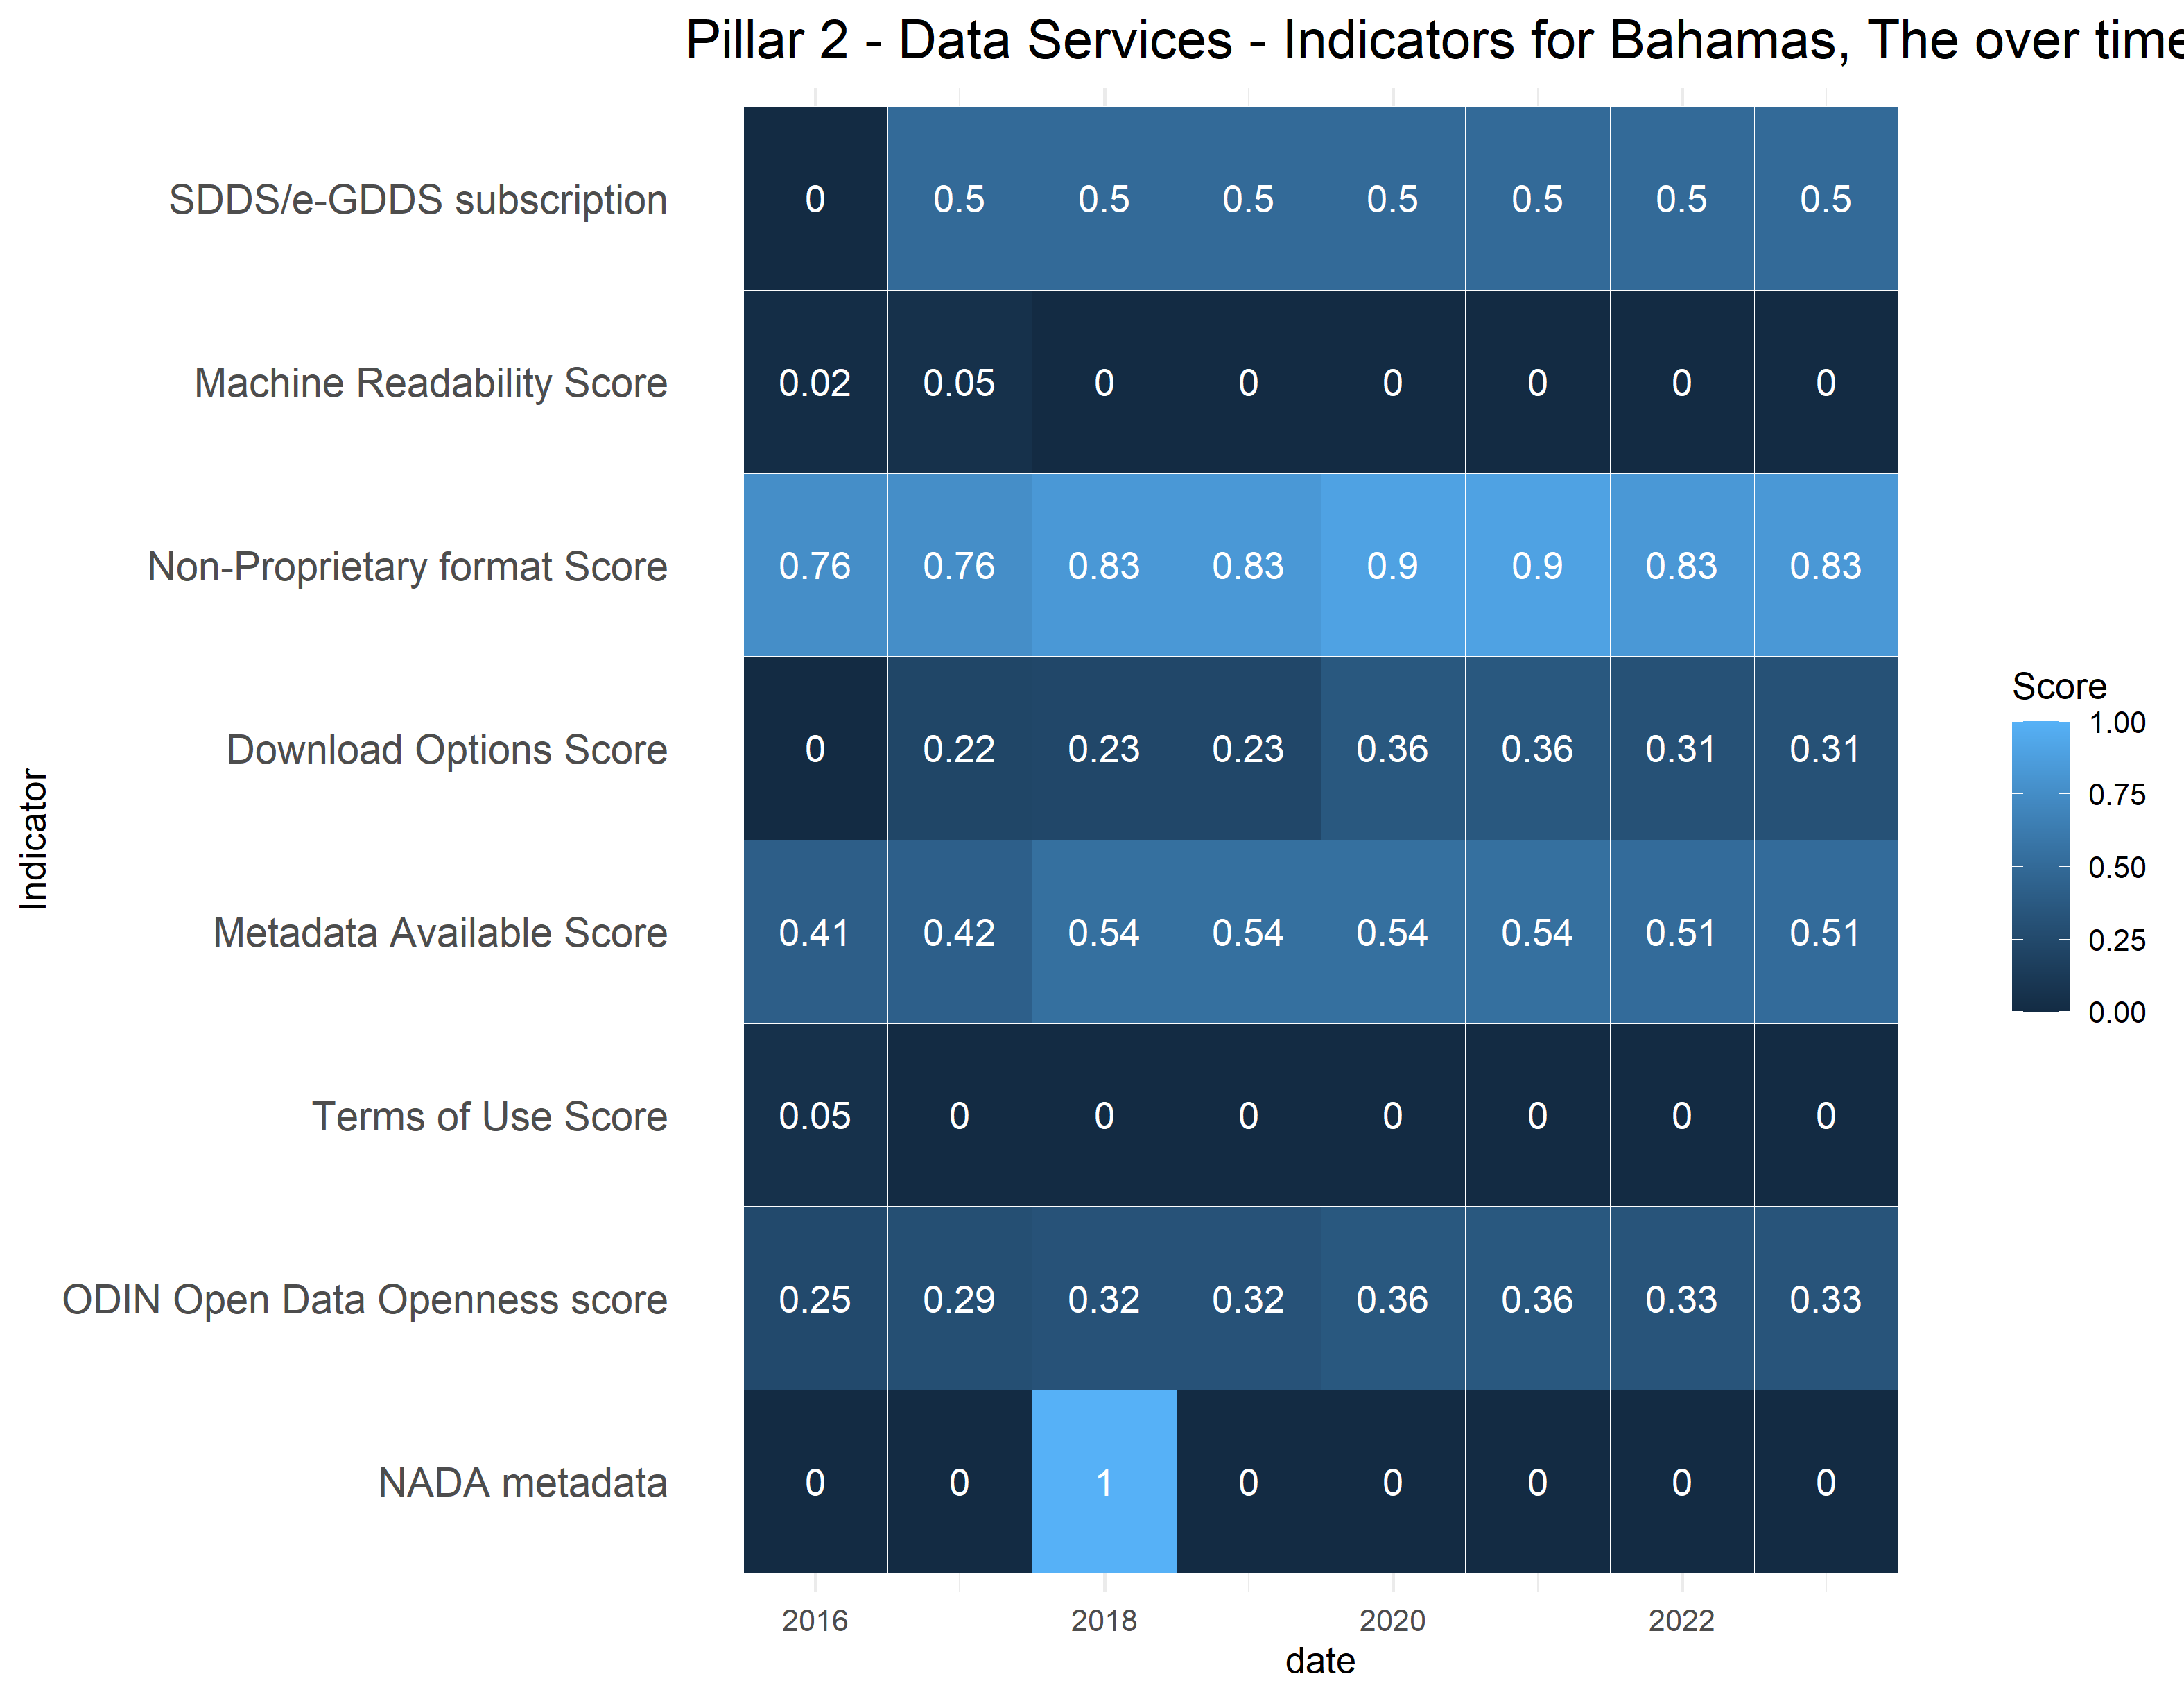 Pillar 2 - Data Services - Indicators for Bahamas, The over time
SDDS/e-GDDS subscription 0 0.5 0.5 0.5 0.5 0.5 0.5 0.5
Machine Readability Score 0.02 0.05 0 0 0 0 0 0
Non-Proprietary format Score 0.76 0.76 0.83 0.83 0.9 0.9 0.83 0.83
Download Options Score 0 0.22 0.23 0.23 0.36 0.36 0.31 0.31
Metadata Available Score 0.41 0.42 0.54 0.54 0.54 0.54 0.51 0.51
Terms of Use Score 0.05 0 0 0 0 0 0 0
ODIN Open Data Openness score 0.25 0.29 0.32 0.32 0.36 0.36 0.33 0.33
NADA metadata 0 0 1 0 0 0 0 0
2016 2018 2020 2022
date
Indicator
Score
1.00
0.75
0.50
0.25
0.00